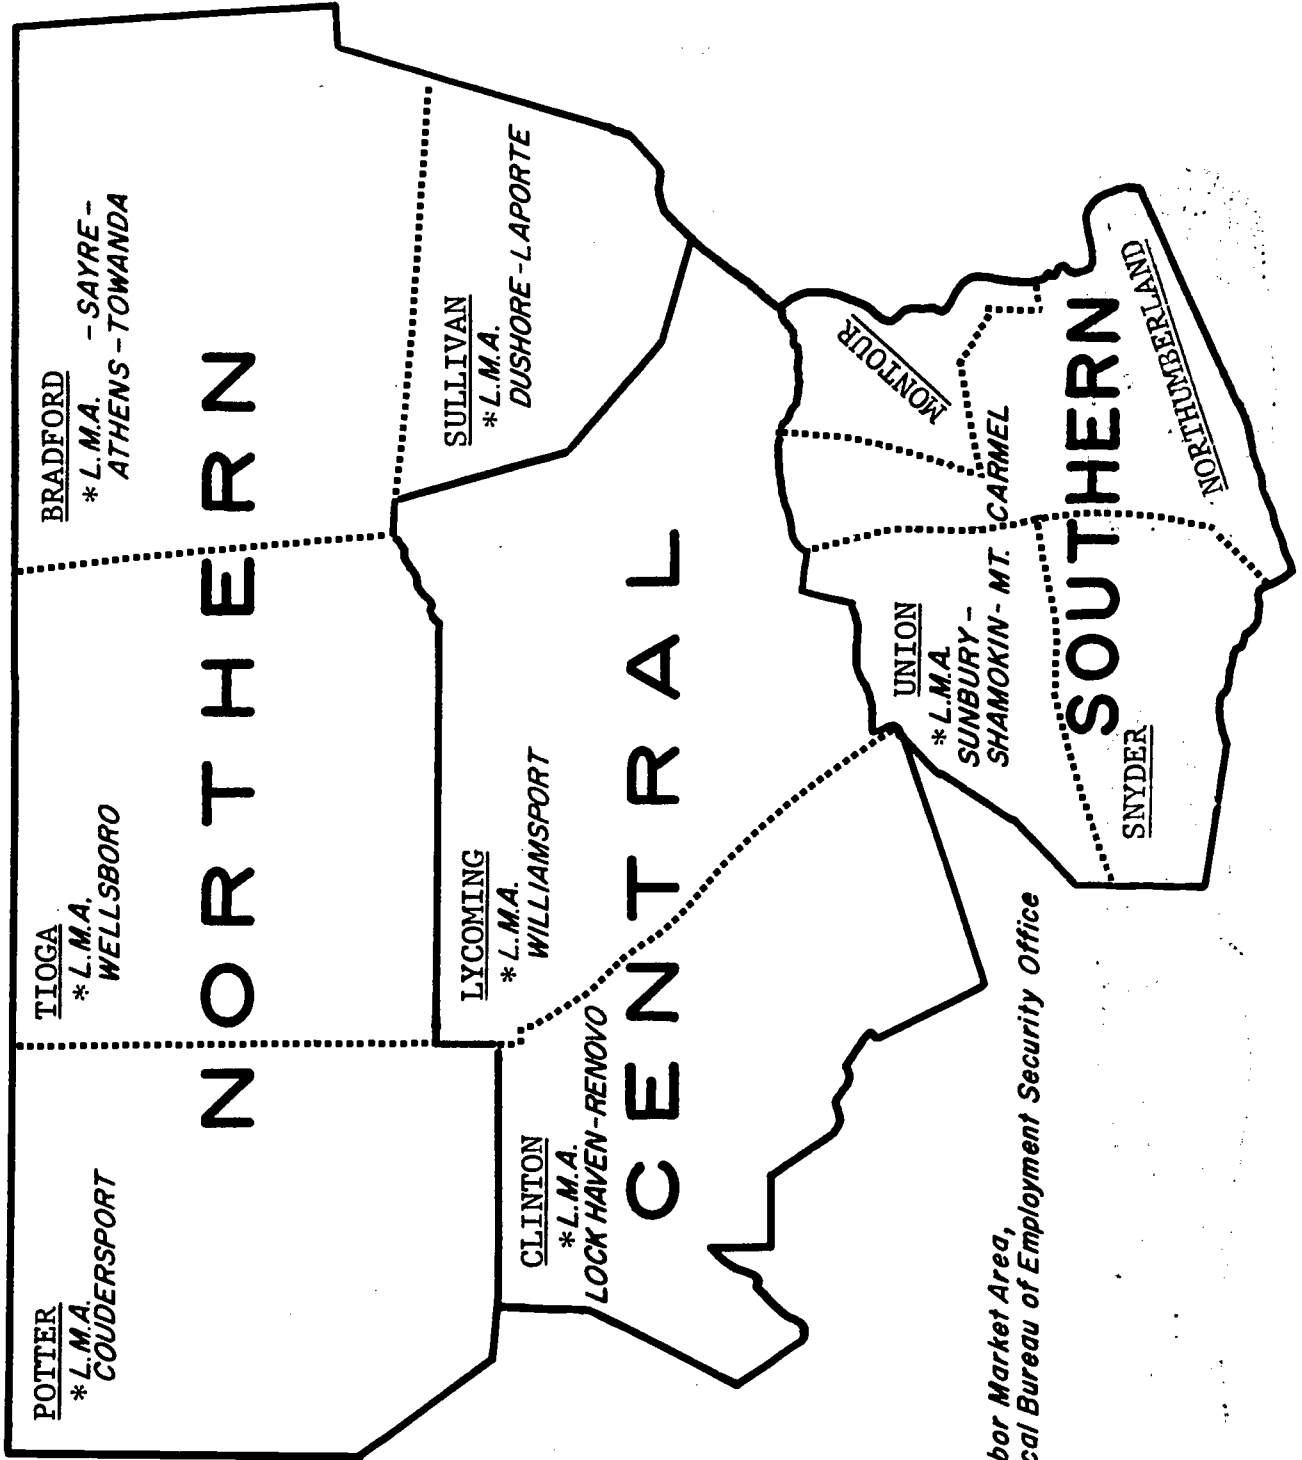 POTTER
*L.M.A.
COUDERSPORT
TIOGA
*L.M.A.
WELLSBORO
BRADFORD
*L.M.A. -SAYRE-
ATHENS-TOWANDA
NORTHERN
SULLIVAN
*L.M.A.
DUSHORE-LAPORTE
LYCOMING
*L.M.A.
WILLIAMSPORT
CLINTON
*L.M.A.
LOCK HAVEN-RENOVO
CENTRAL
MONTOUR
UNION
*L.M.A.
SUNBURY-
SHAMOKIN-MT. CARMEL
SOUTHERN
NORTHUMBERLAND
SNYDER
bor Market Area,
cal Bureau of Employment Security Office